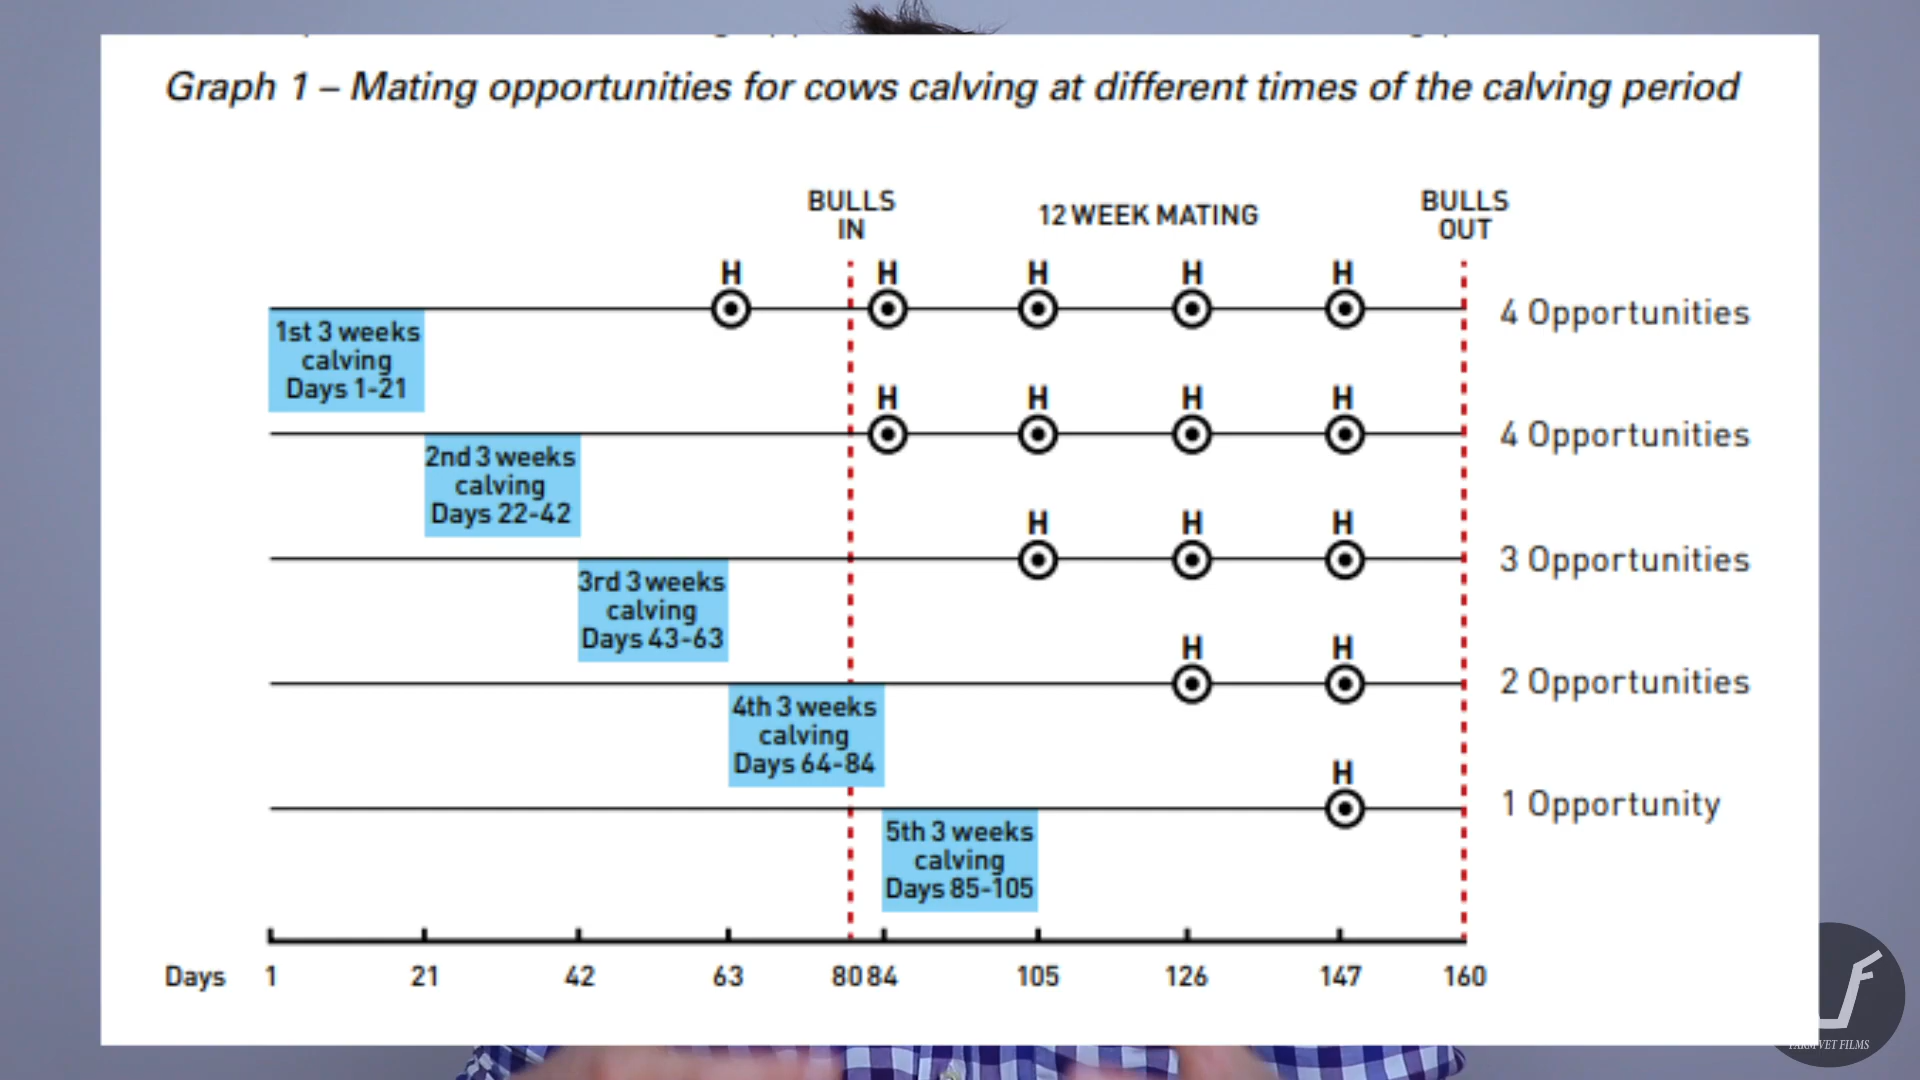 Graph 1 – Mating opportunities for cows calving at different times of the calving period
BULLS
IN
12 WEEK MATING
BULLS
OUT
H H H H H
4 Opportunities
1st 3 weeks
calving
Days 1-21
H H H H
4 Opportunities
2nd 3 weeks
calving
Days 22-42
H H H
3 Opportunities
3rd 3 weeks
calving
Days 43-63
H H
2 Opportunities
4th 3 weeks
calving
Days 64-84
H
1 Opportunity
5th 3 weeks
calving
Days 85-105
Days 1 21 42 63 80 84 105 126 147 160
FARM VET FILMS